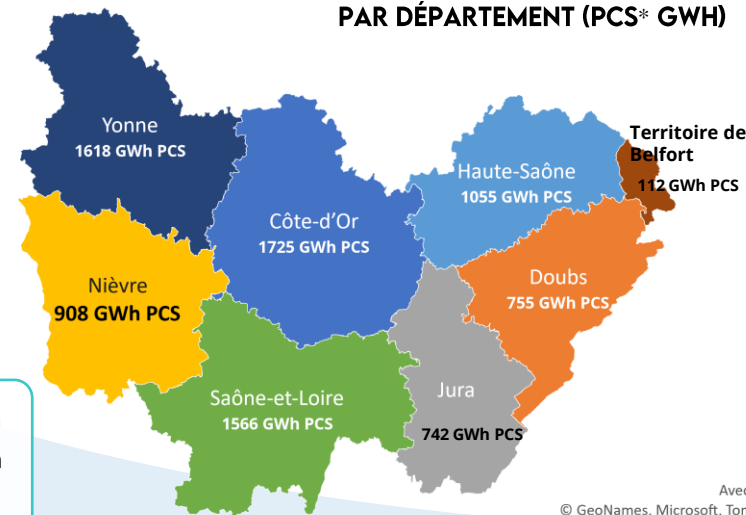 PAR DÉPARTEMENT (PCS* GWH)
Yonne
1618 GWh PCS
Territoire de
Belfort
112 GWh PCS
Haute-Saône
1055 GWh PCS
Côte-d’Or
1725 GWh PCS
Nièvre
908 GWh PCS
Doubs
755 GWh PCS
Saône-et-Loire
1566 GWh PCS
Jura
742 GWh PCS
Avec
© GeoNames, Microsoft, Tom